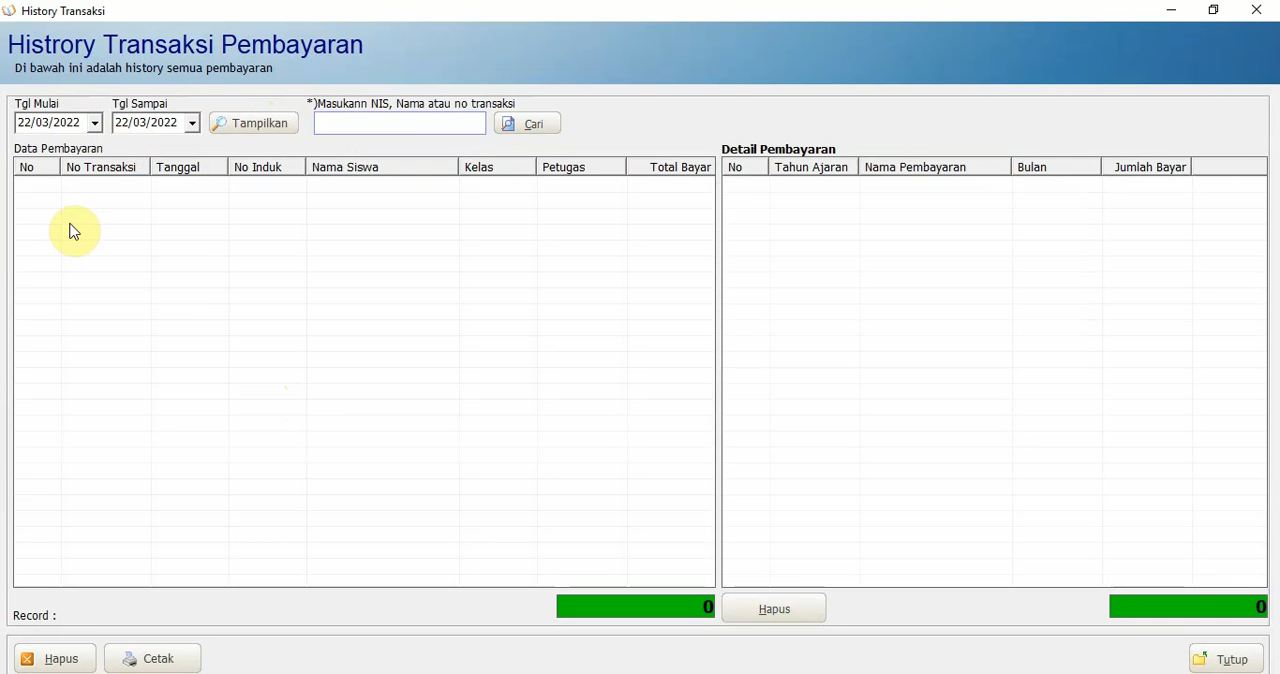 History Transaksi
Histrory Transaksi Pembayaran
Di bawah ini adalah history semua pembayaran
Tgl Mulai Tgl Sampai *)Masukann NIS, Nama atau no transaksi
22/03/2022 22/03/2022 Tampilkan Cari
Data Pembayaran Detail Pembayaran
No No Transaksi Tanggal No Induk Nama Siswa Kelas Petugas Total Bayar No Tahun Ajaran Nama Pembayaran Bulan Jumlah Bayar
Record : 0 Hapus 0
Hapus Cetak Tutup